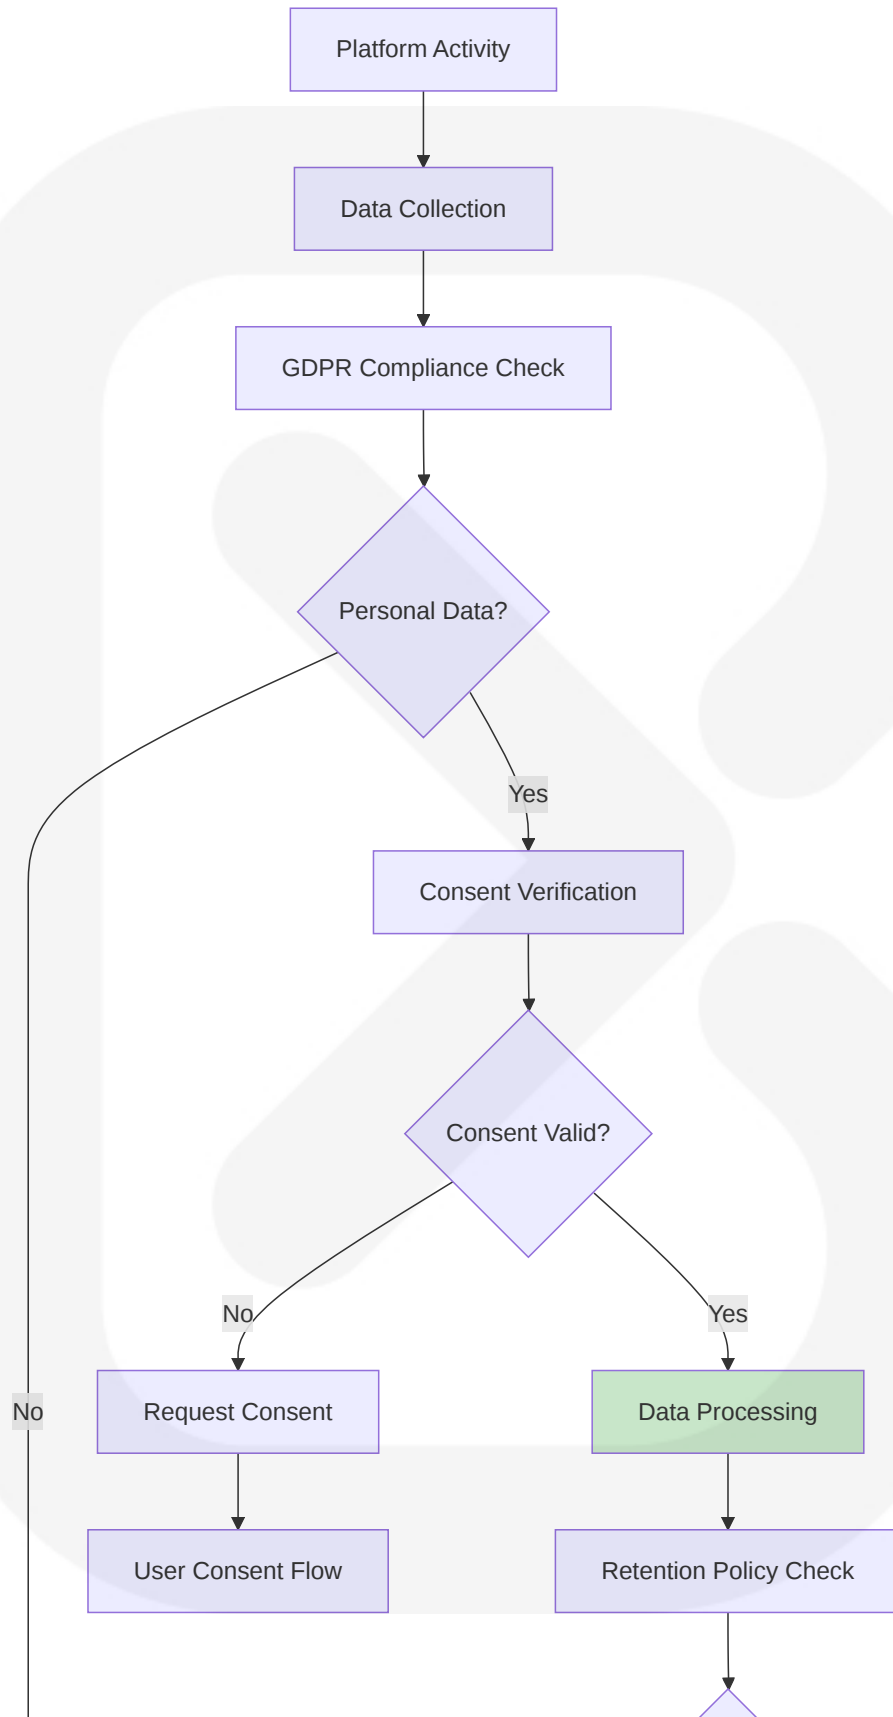 Platform Activity
Data Collection
GDPR Compliance Check
Personal Data?
Yes
Consent Verification
Consent Valid?
No
Yes
No
Request Consent
Data Processing
User Consent Flow
Retention Policy Check